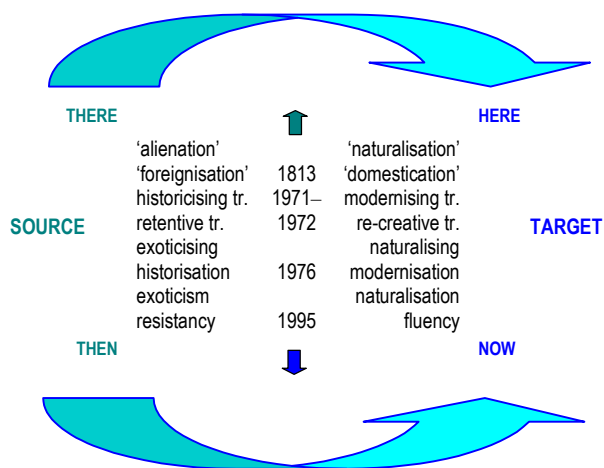 THERE HERE
‘alienation’ ‘naturalisation’
‘foreignisation’ 1813 ‘domestication’
historicising tr. 1971– modernising tr.
SOURCE retentive tr. 1972 re-creative tr. TARGET
exoticising naturalising
historisation 1976 modernisation
exoticism naturalisation
resistancy 1995 fluency
THEN NOW